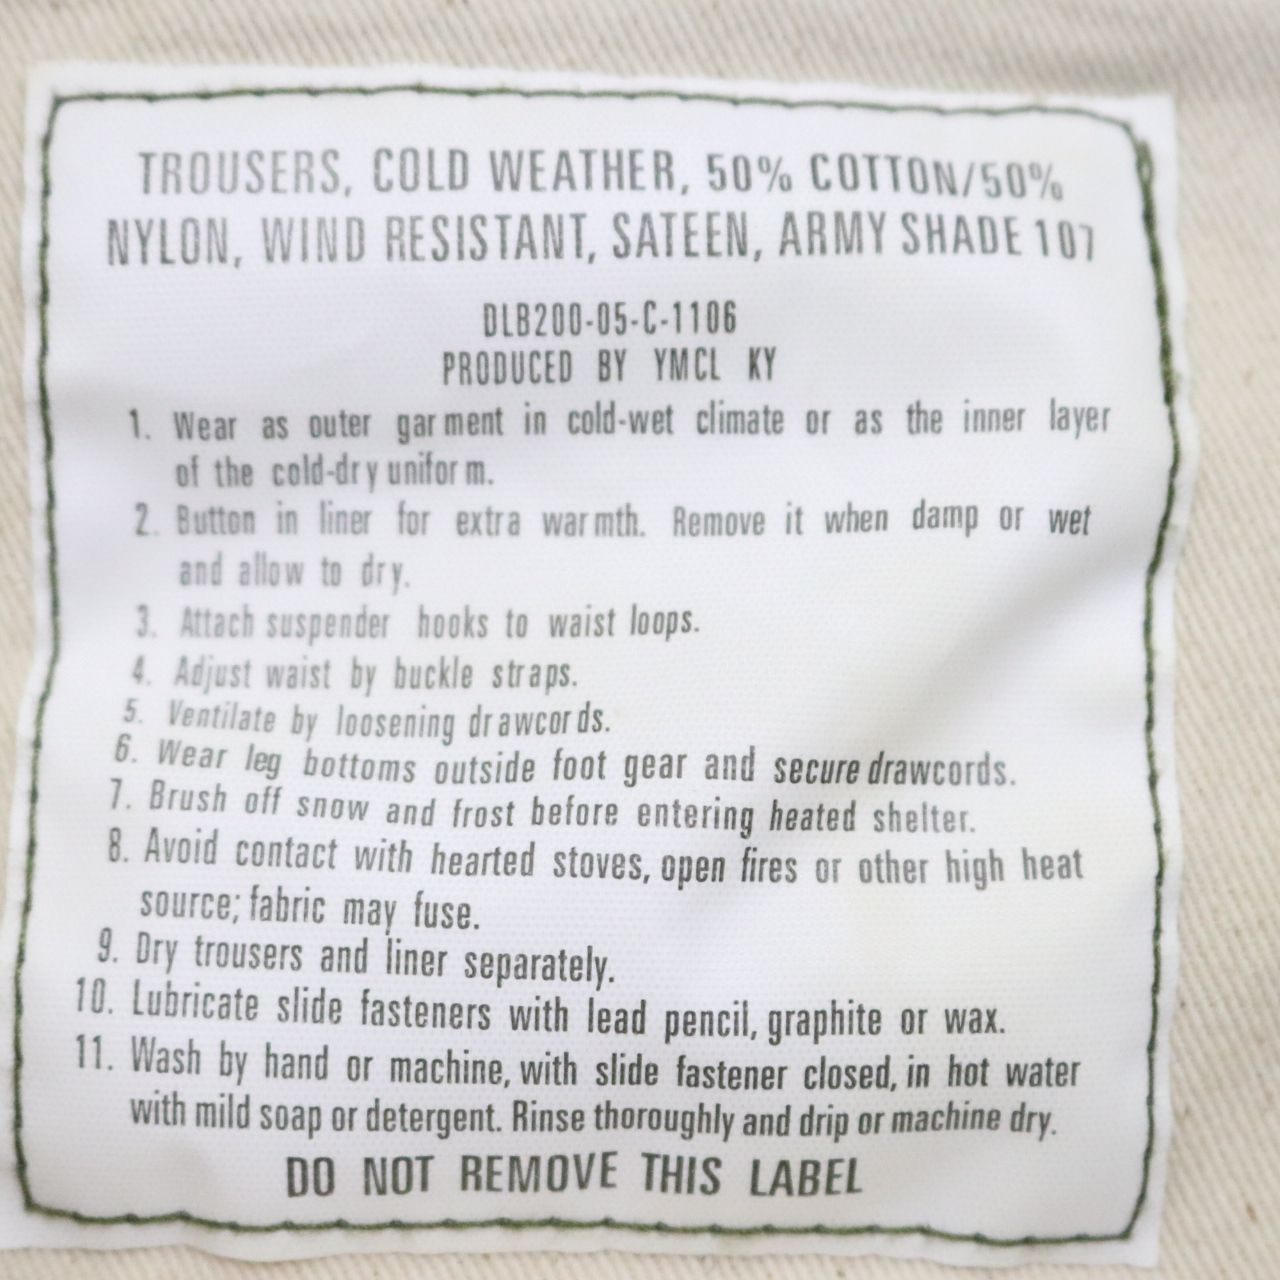 TROUSERS, COLD WEATHER, 50% COTTON/50%
NYLON, WIND RESISTANT, SATEEN, ARMY SHADE 107
DLB200-05-C-1106
PRODUCED BY YMCL KY
1. Wear as outer garment in cold-wet climate or as the inner layer
of the cold-dry uniform.
2. Button in liner for extra warmth. Remove it when damp or wet
and allow to dry.
3. Attach suspender hooks to waist loops.
4. Adjust waist by buckle straps.
5. Ventilate by loosening drawcords.
6. Wear leg bottoms outside foot gear and secure drawcords.
7. Brush off snow and frost before entering heated shelter.
8. Avoid contact with hearted stoves, open fires or other high heat
source; fabric may fuse.
9. Dry trousers and liner separately.
10. Lubricate slide fasteners with lead pencil, graphite or wax.
11. Wash by hand or machine, with slide fastener closed, in hot water
with mild soap or detergent. Rinse thoroughly and drip or machine dry.
DO NOT REMOVE THIS LABEL